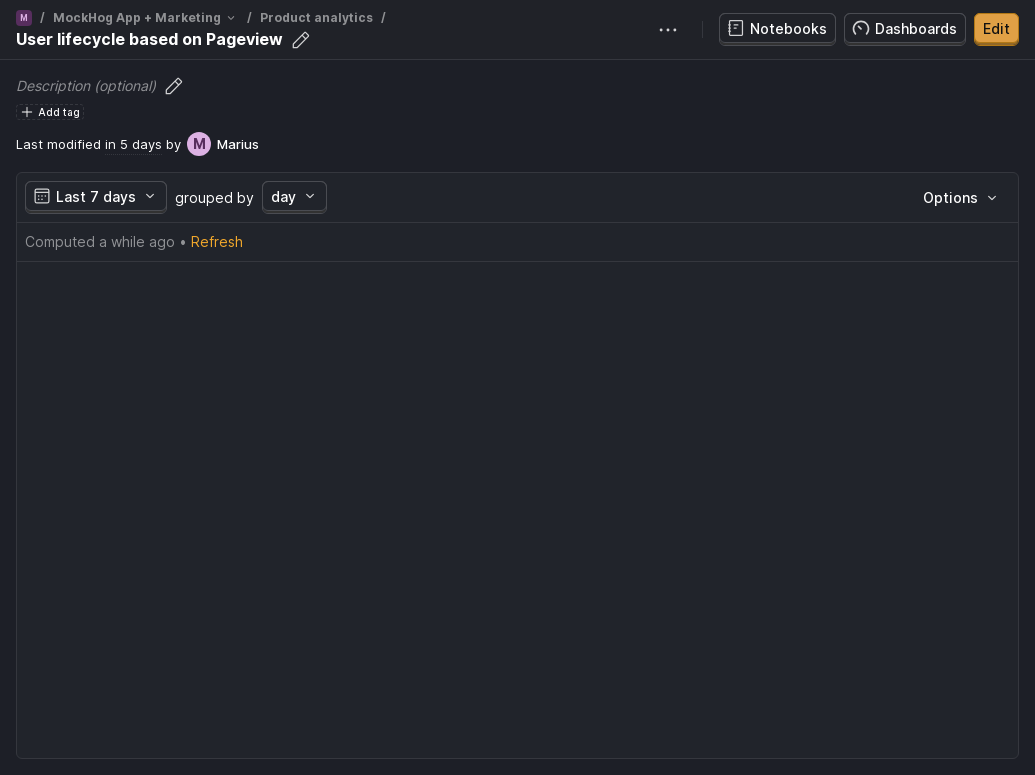 M / MockHog App + Marketing / Product analytics /
User lifecycle based on Pageview
Notebooks
Dashboards
Edit
Description (optional)
Add tag
Last modified in 5 days by M Marius
Last 7 days grouped by day
Options
Computed a while ago • Refresh